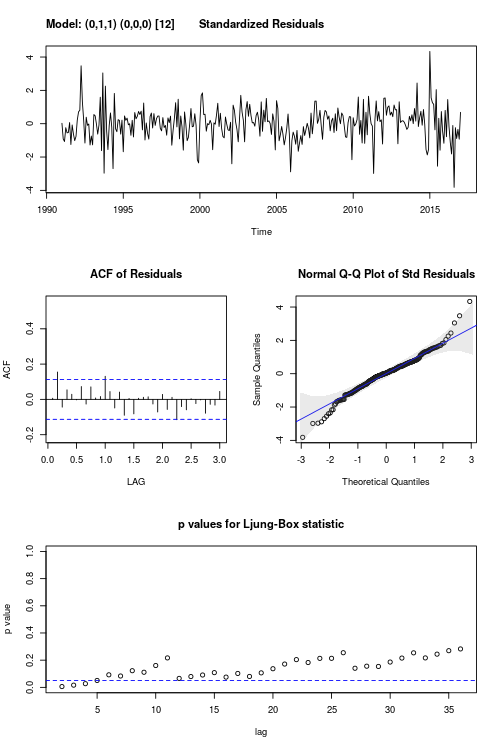 Model: (0,1,1) (0,0,0) [12] Standardized Residuals
4
2
0
-2
-4
1990 1995 2000 2005 2010 2015
Time
ACF of Residuals
ACF
0.4
0.2
0.0
-0.2
0.0 0.5 1.0 1.5 2.0 2.5 3.0
LAG
Normal Q-Q Plot of Std Residuals
Sample Quantiles
4
2
0
-2
-4
-3 -2 -1 0 1 2 3
Theoretical Quantiles
p values for Ljung-Box statistic
p value
1.0
0.8
0.6
0.4
0.2
0.0
5 10 15 20 25 30 35
lag